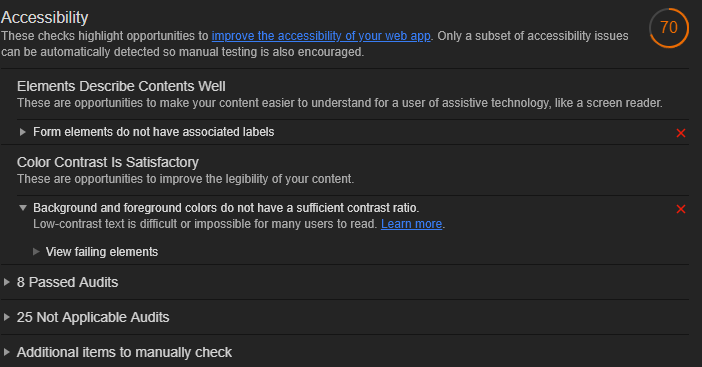 Accessibility
These checks highlight opportunities to improve the accessibility of your web app. Only a subset of accessibility issues
can be automatically detected so manual testing is also encouraged.
70
Elements Describe Contents Well
These are opportunities to make your content easier to understand for a user of assistive technology, like a screen reader.
Form elements do not have associated labels
Color Contrast Is Satisfactory
These are opportunities to improve the legibility of your content.
Background and foreground colors do not have a sufficient contrast ratio.
Low-contrast text is difficult or impossible for many users to read. Learn more.
View failing elements
8 Passed Audits
25 Not Applicable Audits
Additional items to manually check